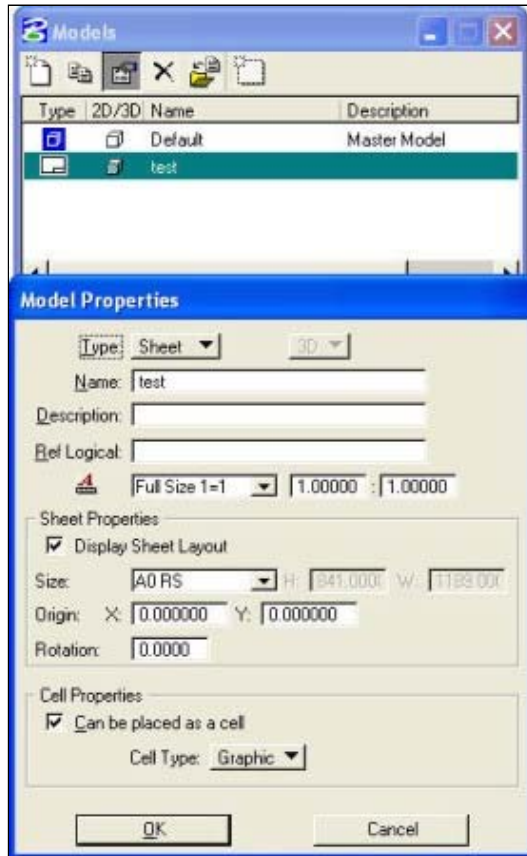 Models
Type 2D/3D Name Description
Default Master Model
test
Model Properties
Type: Sheet 3D
Name: test
Description:
Ref Logical:
Full Size 1=1 1.00000 : 1.00000
Sheet Properties
Display Sheet Layout
Size: A0 RS H: 841.000 W: 1189.00
Origin: X: 0.000000 Y: 0.000000
Rotation: 0.0000
Cell Properties
Can be placed as a cell
Cell Type: Graphic
OK Cancel